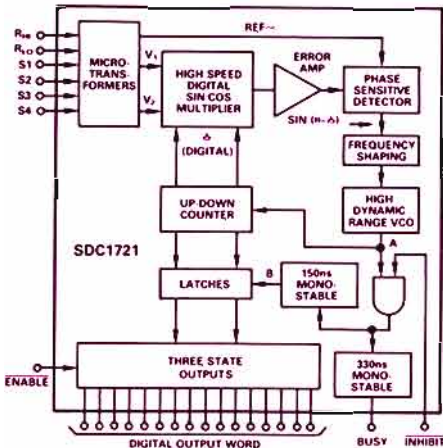 REF~
RHI
RLO
S1
S2
S3
S4
MICRO-
TRANS-
FORMERS
V1
V2
HIGH SPEED
DIGITAL
SIN COS
MULTIPLIER
ERROR
AMP
PHASE
SENSITIVE
DETECTOR
SIN (θ-Δ)
FREQUENCY
SHAPING
HIGH
DYNAMIC
RANGE VCO
(DIGITAL)
UP-DOWN
COUNTER
A
SDC1721
LATCHES
B
150ns
MONO-
STABLE
THREE STATE
OUTPUTS
330ns
MONO-
STABLE
ENABLE
DIGITAL OUTPUT WORD
BUSY
INHIBIT